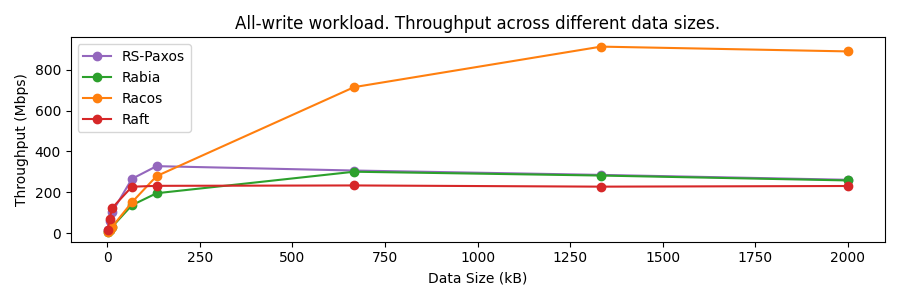 All-write workload. Throughput across different data sizes.
RS-Paxos
Rabia
Racos
Raft
Throughput (Mbps)
800
600
400
200
0
0 250 500 750 1000 1250 1500 1750 2000
Data Size (kB)